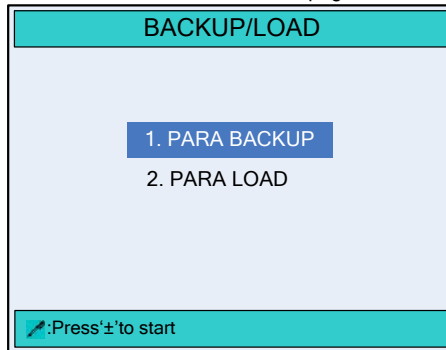 BACKUP/LOAD
1. PARA BACKUP
2. PARA LOAD
:Press‘±’to start